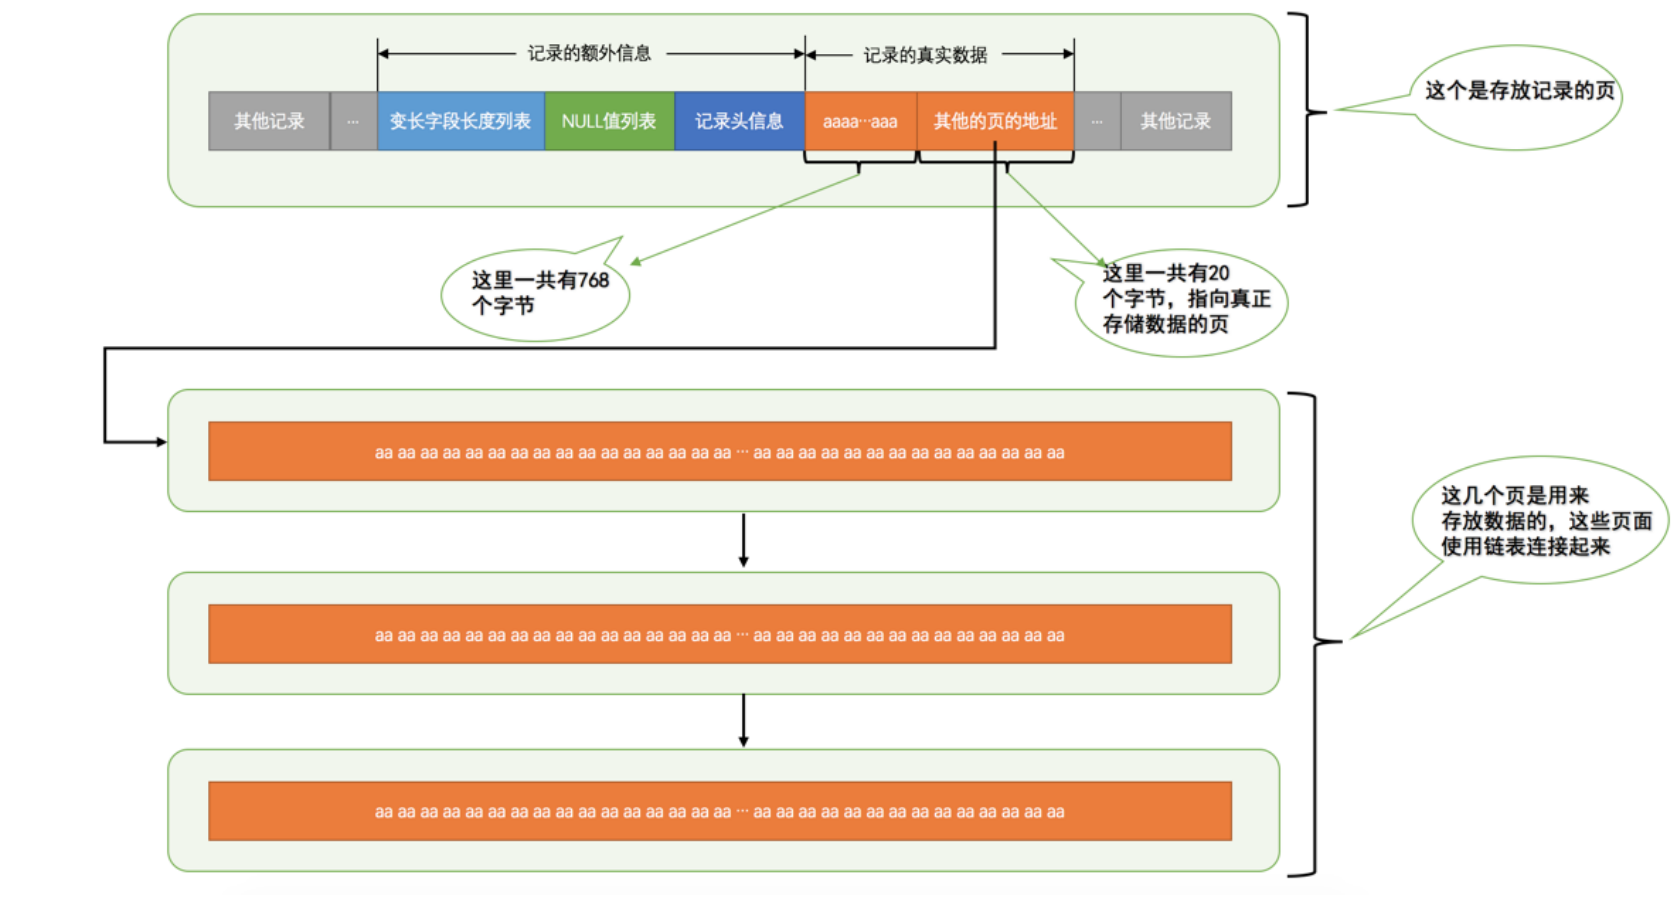 记录的额外信息
记录的真实数据
其他记录
...
变长字段长度列表
NULL值列表
记录头信息
aaaa···aaa
其他的页的地址
...
其他记录
这个是存放记录的页
这里一共有768
个字节
这里一共有20
个字节，指向真正
存储数据的页
aa aa aa aa aa aa aa aa aa aa aa aa aa aa aa aa ··· aa aa aa aa aa aa aa aa aa aa aa aa aa aa
这几个页是用来
存放数据的，这些页面
使用链表连接起来
aa aa aa aa aa aa aa aa aa aa aa aa aa aa aa aa ··· aa aa aa aa aa aa aa aa aa aa aa aa aa aa
aa aa aa aa aa aa aa aa aa aa aa aa aa aa aa aa ··· aa aa aa aa aa aa aa aa aa aa aa aa aa aa